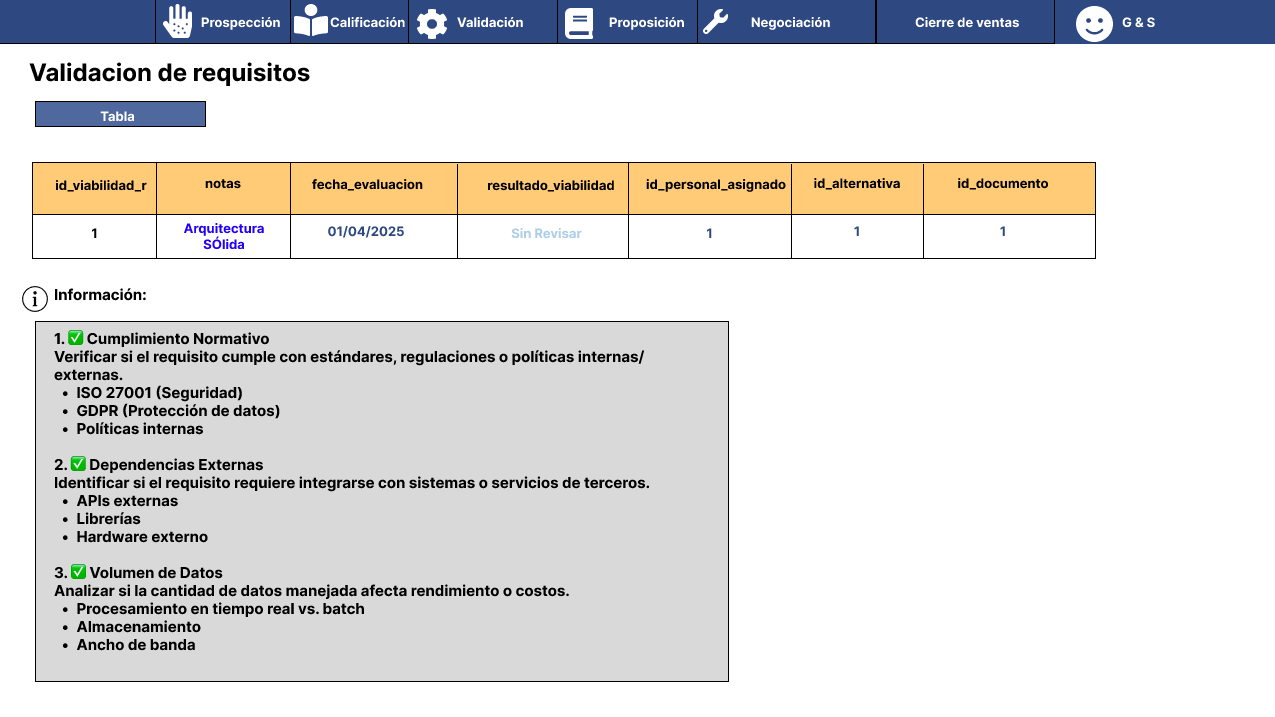 Prospección Calificación Validación Proposición Negociación Cierre de ventas G & S
Validacion de requisitos
Tabla
id_viabilidad_r notas fecha_evaluacion resultado_viabilidad id_personal_asignado id_alternativa id_documento
1 Arquitectura SÓlida 01/04/2025 Sin Revisar 1 1 1
Información:
1. ✅ Cumplimiento Normativo
Verificar si el requisito cumple con estándares, regulaciones o políticas internas/
externas.
• ISO 27001 (Seguridad)
• GDPR (Protección de datos)
• Políticas internas
2. ✅ Dependencias Externas
Identificar si el requisito requiere integrarse con sistemas o servicios de terceros.
• APIs externas
• Librerías
• Hardware externo
3. ✅ Volumen de Datos
Analizar si la cantidad de datos manejada afecta rendimiento o costos.
• Procesamiento en tiempo real vs. batch
• Almacenamiento
• Ancho de banda